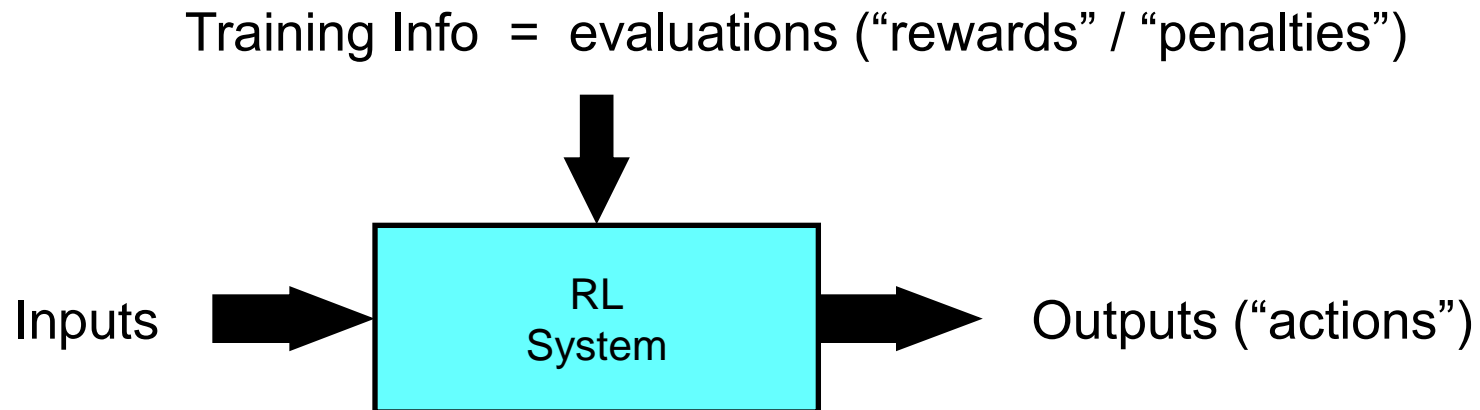 Training Info = evaluations (“rewards” / “penalties”)
Inputs
RL
System
Outputs (“actions”)